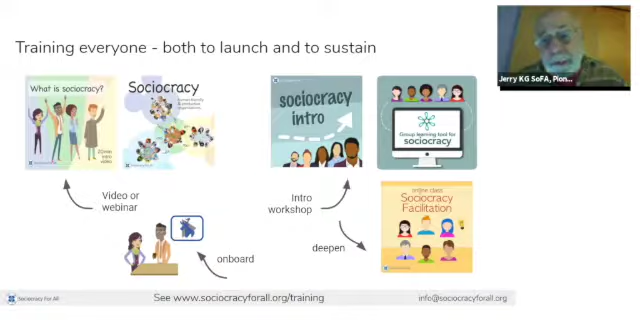 Training everyone - both to launch and to sustain
Jerry KG SoFA, Pion...
What is sociocracy?
Sociocracy
sociocracy
intro
Group learning tool for
sociocracy
Video or
webinar
Intro
workshop
online class
Sociocracy
Facilitation
deepen
onboard
Sociocracy For All
See www.sociocracyforall.org/training
info@sociocracyforall.org